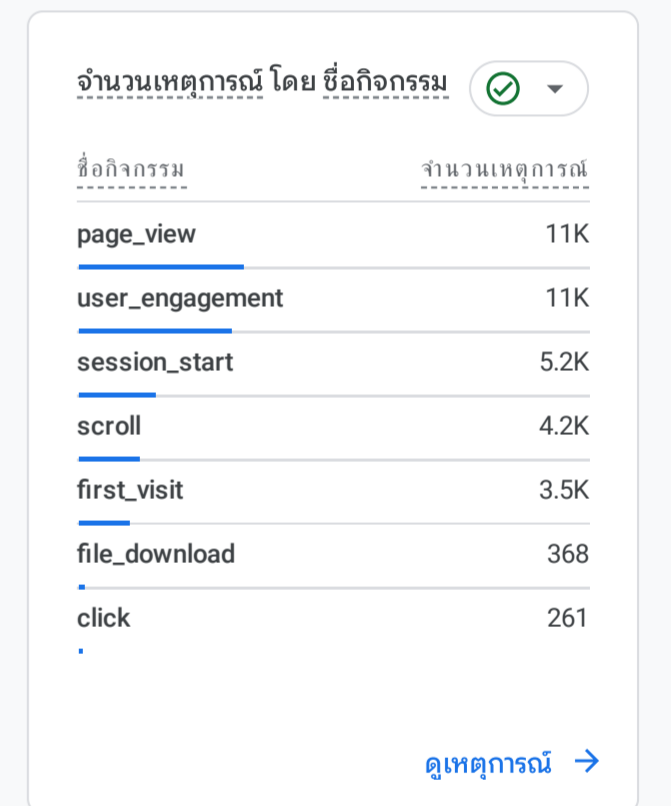 จำนวนเหตุการณ์ โดย ชื่อกิจกรรม
ชื่อกิจกรรม จำนวนเหตุการณ์
page_view 11K
user_engagement 11K
session_start 5.2K
scroll 4.2K
first_visit 3.5K
file_download 368
click 261
ดูเหตุการณ์